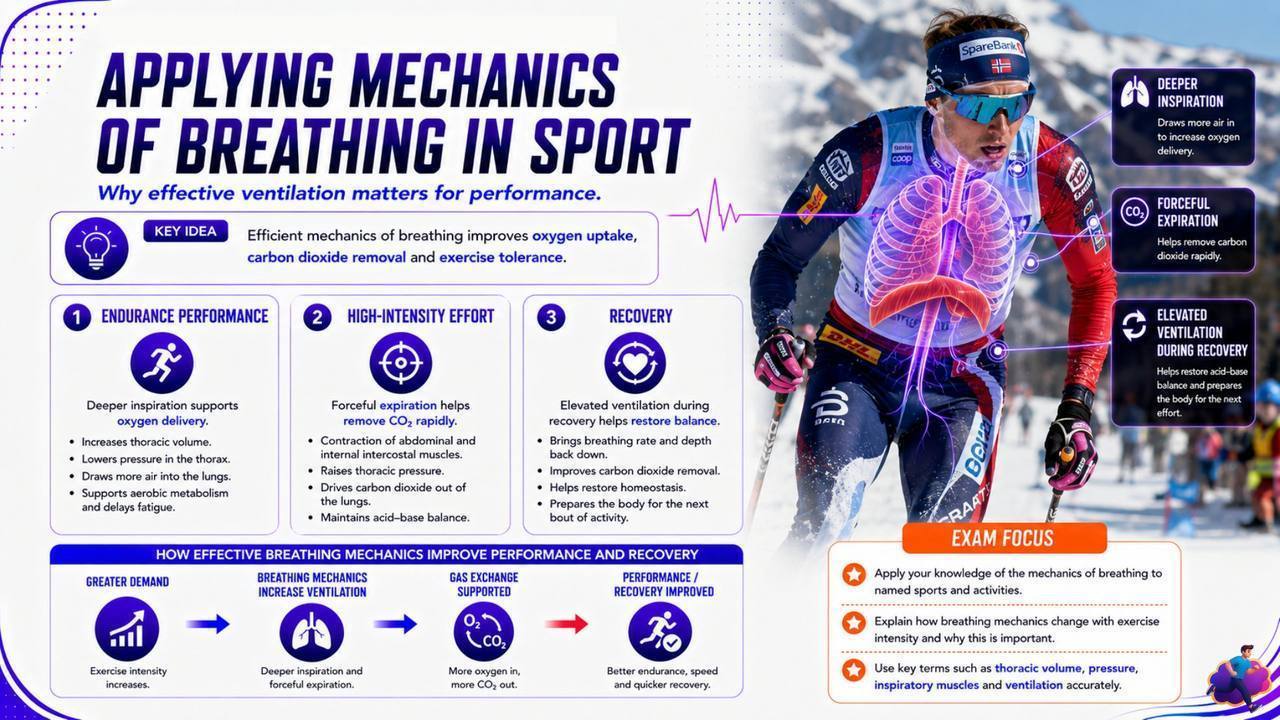 APPLYING MECHANICS
OF BREATHING IN SPORT
Why effective ventilation matters for performance.
KEY IDEA
Efficient mechanics of breathing improves oxygen uptake,
carbon dioxide removal and exercise tolerance.
1 ENDURANCE PERFORMANCE
Deeper inspiration supports
oxygen delivery.
• Increases thoracic volume.
• Lowers pressure in the thorax.
• Draws more air into the lungs.
• Supports aerobic metabolism
and delays fatigue.
2 HIGH-INTENSITY EFFORT
Forceful expiration helps
remove CO₂ rapidly.
• Contraction of abdominal and
internal intercostal muscles.
• Raises thoracic pressure.
• Drives carbon dioxide out of
the lungs.
• Maintains acid–base balance.
3 RECOVERY
Elevated ventilation during
recovery helps restore balance.
• Brings breathing rate and depth
back down.
• Improves carbon dioxide removal.
• Helps restore homeostasis.
• Prepares the body for the next
bout of activity.
HOW EFFECTIVE BREATHING MECHANICS IMPROVE PERFORMANCE AND RECOVERY
GREATER DEMAND
Exercise intensity
increases.
BREATHING MECHANICS
INCREASE VENTILATION
Deeper inspiration and
forceful expiration.
GAS EXCHANGE
SUPPORTED
O₂
CO₂
More oxygen in,
more CO₂ out.
PERFORMANCE /
RECOVERY IMPROVED
Better endurance, speed
and quicker recovery.
SpareBank
coop
DHL
DEEPER
INSPIRATION
Draws more air in
to increase oxygen
delivery.
CO₂
FORCEFUL
EXPIRATION
Helps remove carbon
dioxide rapidly.
ELEVATED
VENTILATION
DURING RECOVERY
Helps restore acid–base
balance and prepares
the body for the next
effort.
EXAM FOCUS
Apply your knowledge of the mechanics of breathing to
named sports and activities.
Explain how breathing mechanics change with exercise
intensity and why this is important.
Use key terms such as thoracic volume, pressure,
inspiratory muscles and ventilation accurately.